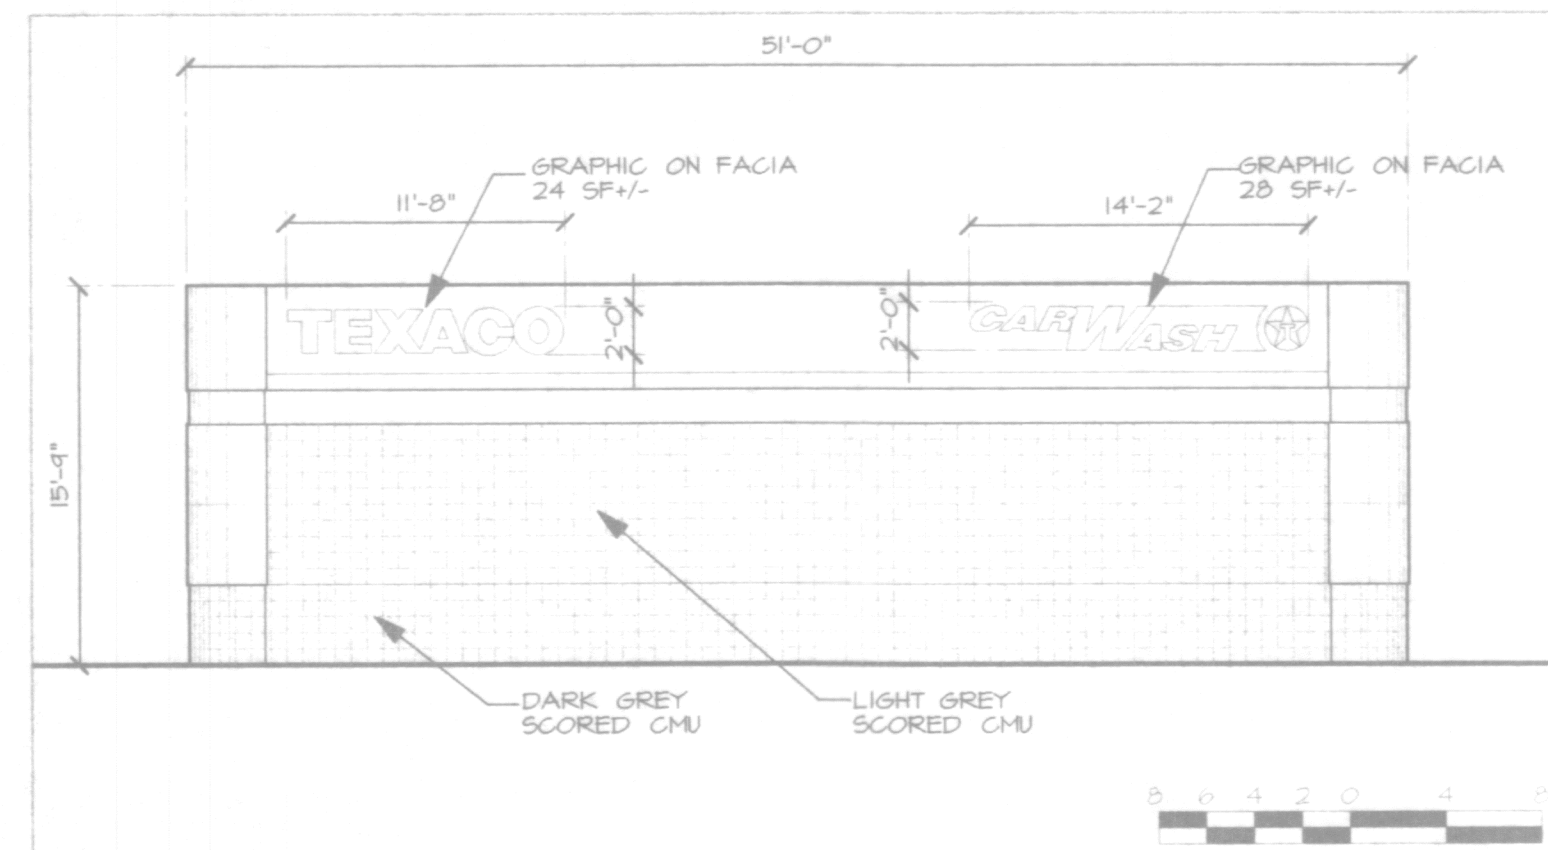 51'-0"
GRAPHIC ON FACIA
24 SF+/-
GRAPHIC ON FACIA
28 SF+/-
11'-8"
14'-2"
TEXACO
2'-0"
2'-0"
CARWASH
T
15'-9"
DARK GREY
SCORED CMU
LIGHT GREY
SCORED CMU
8 6 4 2 0 4 8